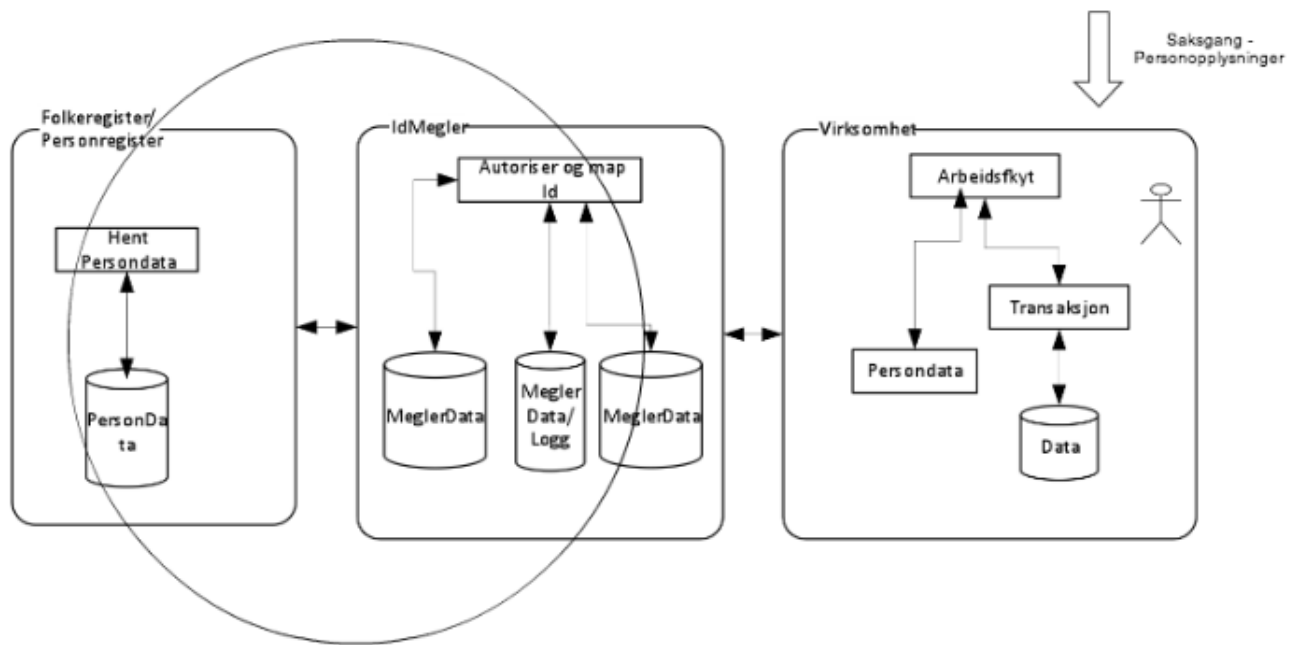 Saksgang -
Personopplysninger
Folkeregister/
Personregister
Hent
Persondata
PersonDa
ta
IdMegler
Autoriser og map
Id
MeglerData
Megler
Data/
Logg
MeglerData
Virksomhet
Arbeidsfkyt
Transaksjon
Persondata
Data